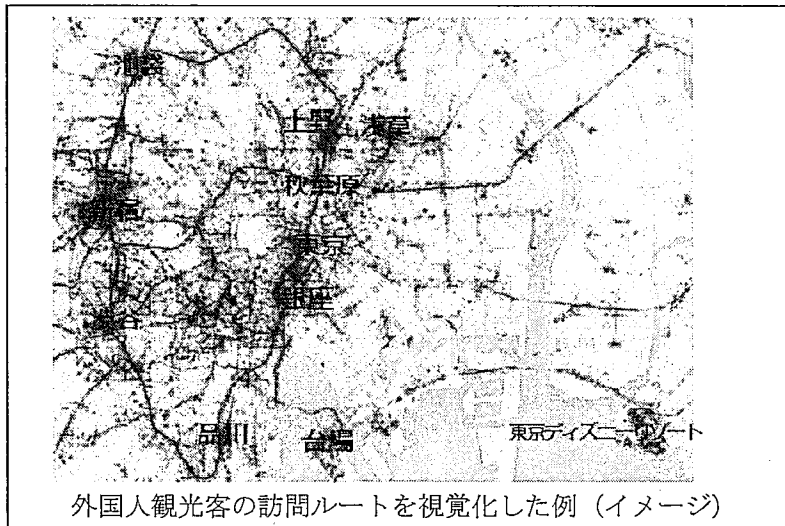 池袋
上野 浅草
秋葉原
新宿
東京
銀座
渋谷
品川 台場 東京ディズニーリゾート
外国人観光客の訪問ルートを視覚化した例（イメージ）